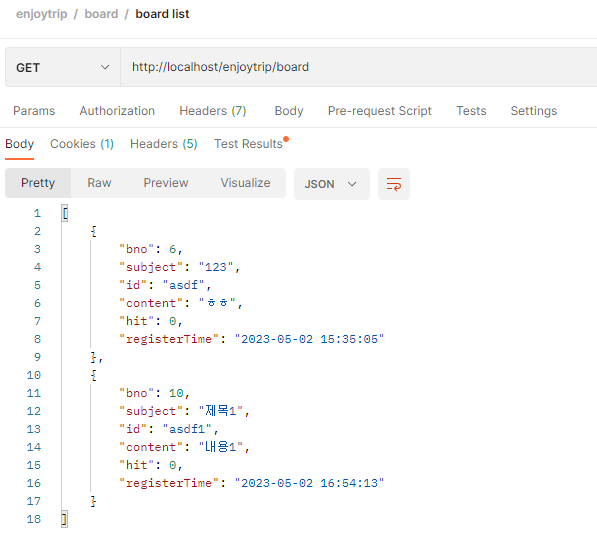 enjoytrip / board / board list
GET http://localhost/enjoytrip/board
Params Authorization Headers (7) Body Pre-request Script Tests Settings
Body Cookies (1) Headers (5) Test Results
Pretty Raw Preview Visualize JSON
1 [
2 {
3 "bno": 6,
4 "subject": "123",
5 "id": "asdf",
6 "content": "ㅎㅎ",
7 "hit": 0,
8 "registerTime": "2023-05-02 15:35:05"
9 },
10 {
11 "bno": 10,
12 "subject": "제목1",
13 "id": "asdf1",
14 "content": "내용1",
15 "hit": 0,
16 "registerTime": "2023-05-02 16:54:13"
17 }
18 ]